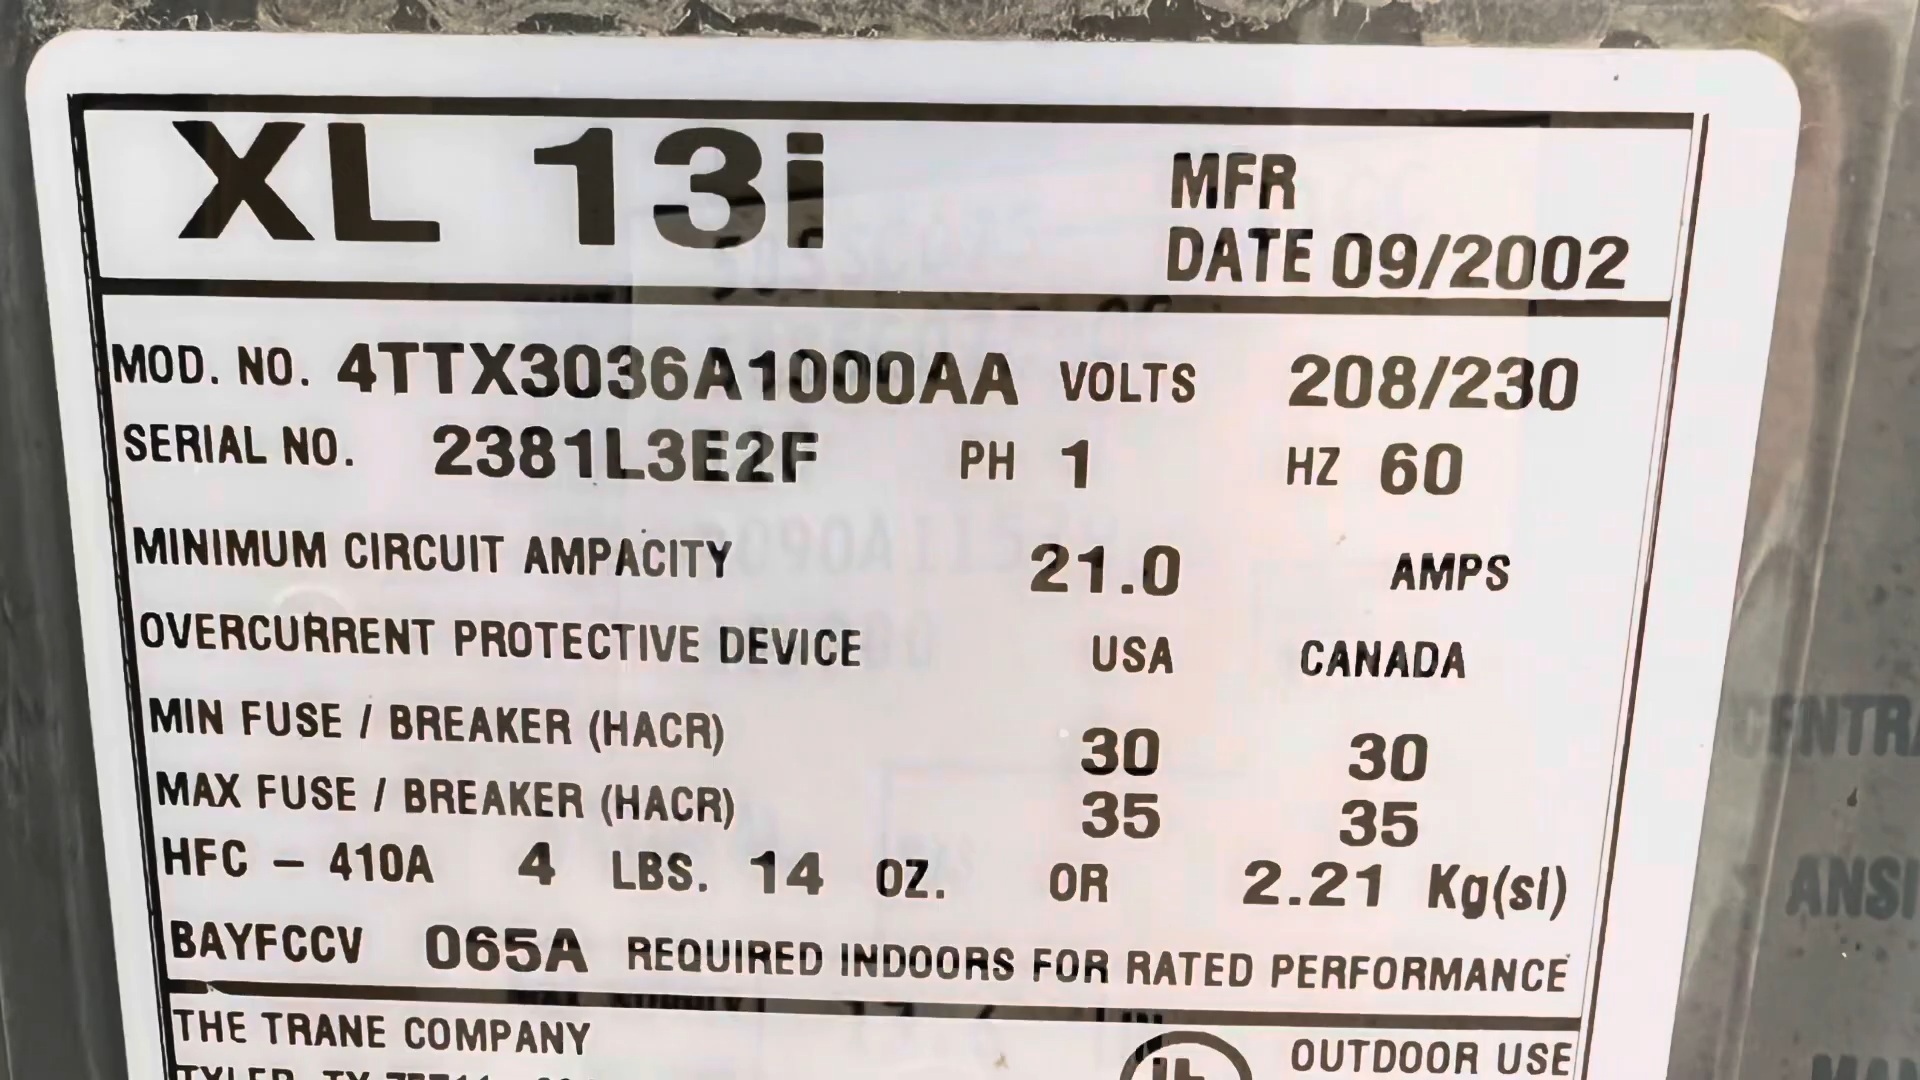 XL 13i
MFR
DATE 09/2002
MOD. NO. 4TTX3036A1000AA VOLTS 208/230
SERIAL NO. 2381L3E2F PH 1 HZ 60
MINIMUM CIRCUIT AMPACITY 21.0 AMPS
OVERCURRENT PROTECTIVE DEVICE USA CANADA
MIN FUSE / BREAKER (HACR) 30 30
MAX FUSE / BREAKER (HACR) 35 35
HFC - 410A 4 LBS. 14 OZ. OR 2.21 Kg(si)
BAYFCCV 065A REQUIRED INDOORS FOR RATED PERFORMANCE
THE TRANE COMPANY
OUTDOOR USE
ANSI